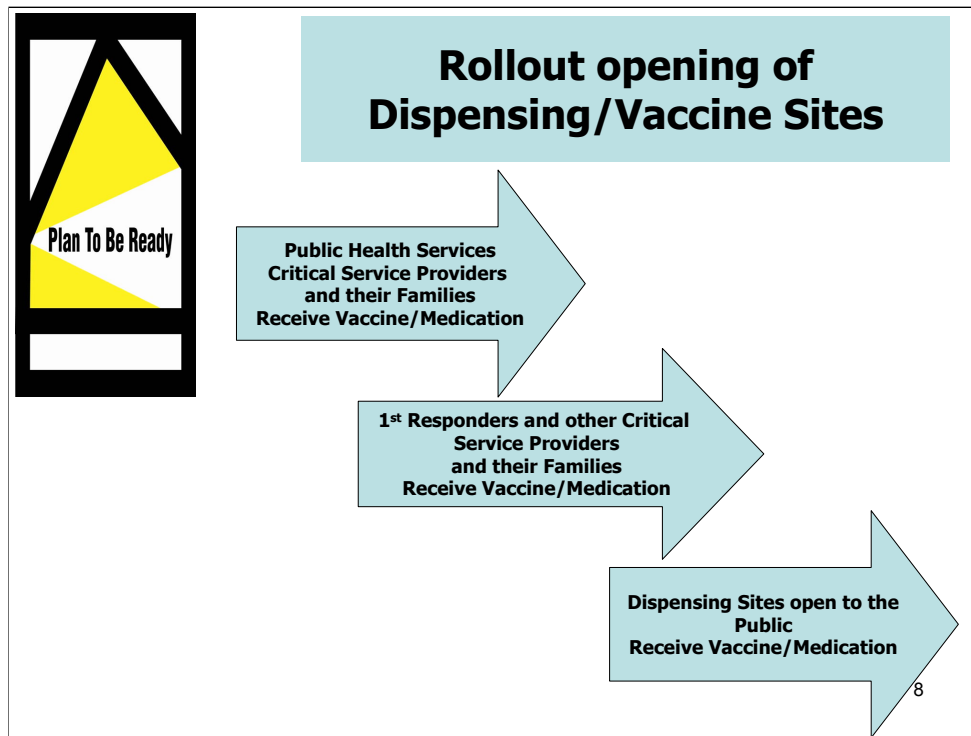 Rollout opening of
Dispensing/Vaccine Sites
Plan To Be Ready
Public Health Services
Critical Service Providers
and their Families
Receive Vaccine/Medication
1st Responders and other Critical
Service Providers
and their Families
Receive Vaccine/Medication
Dispensing Sites open to the
Public
Receive Vaccine/Medication
8